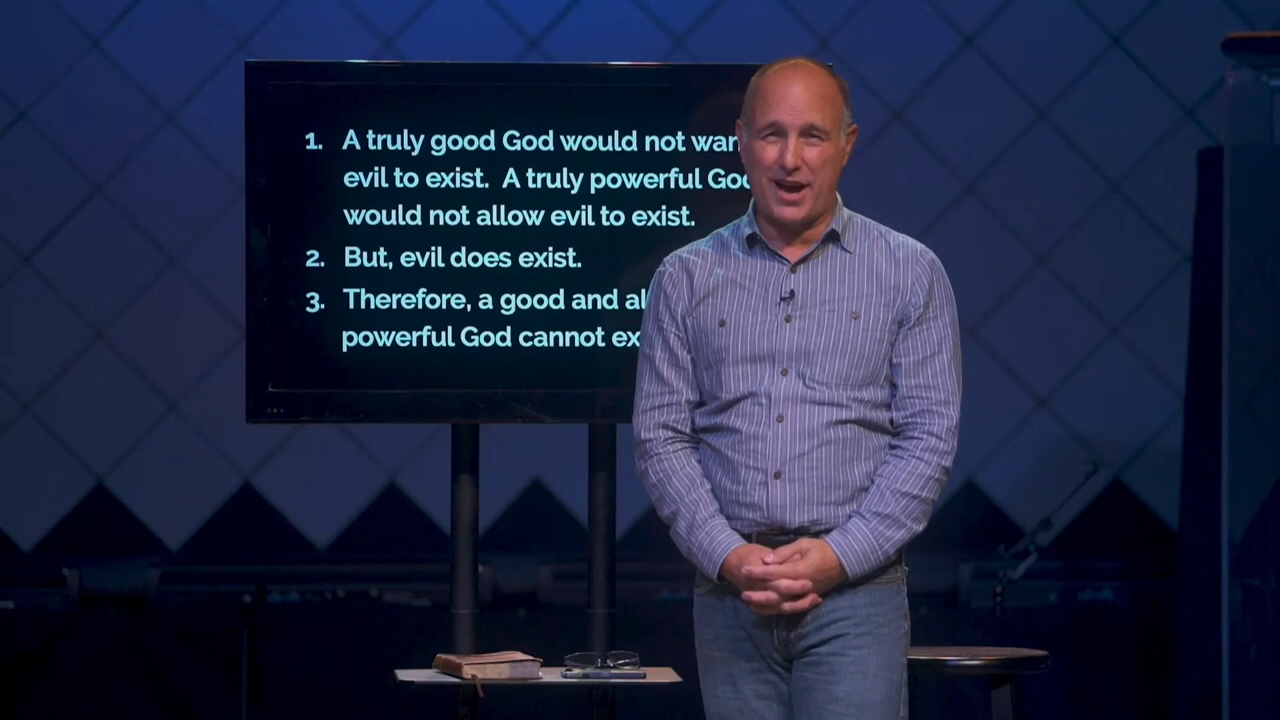 1. A truly good God would not
evil to exist. A truly powerful
would not allow evil to exist.
2. But, evil does exist.
3. Therefore, a good and
powerful God cannot